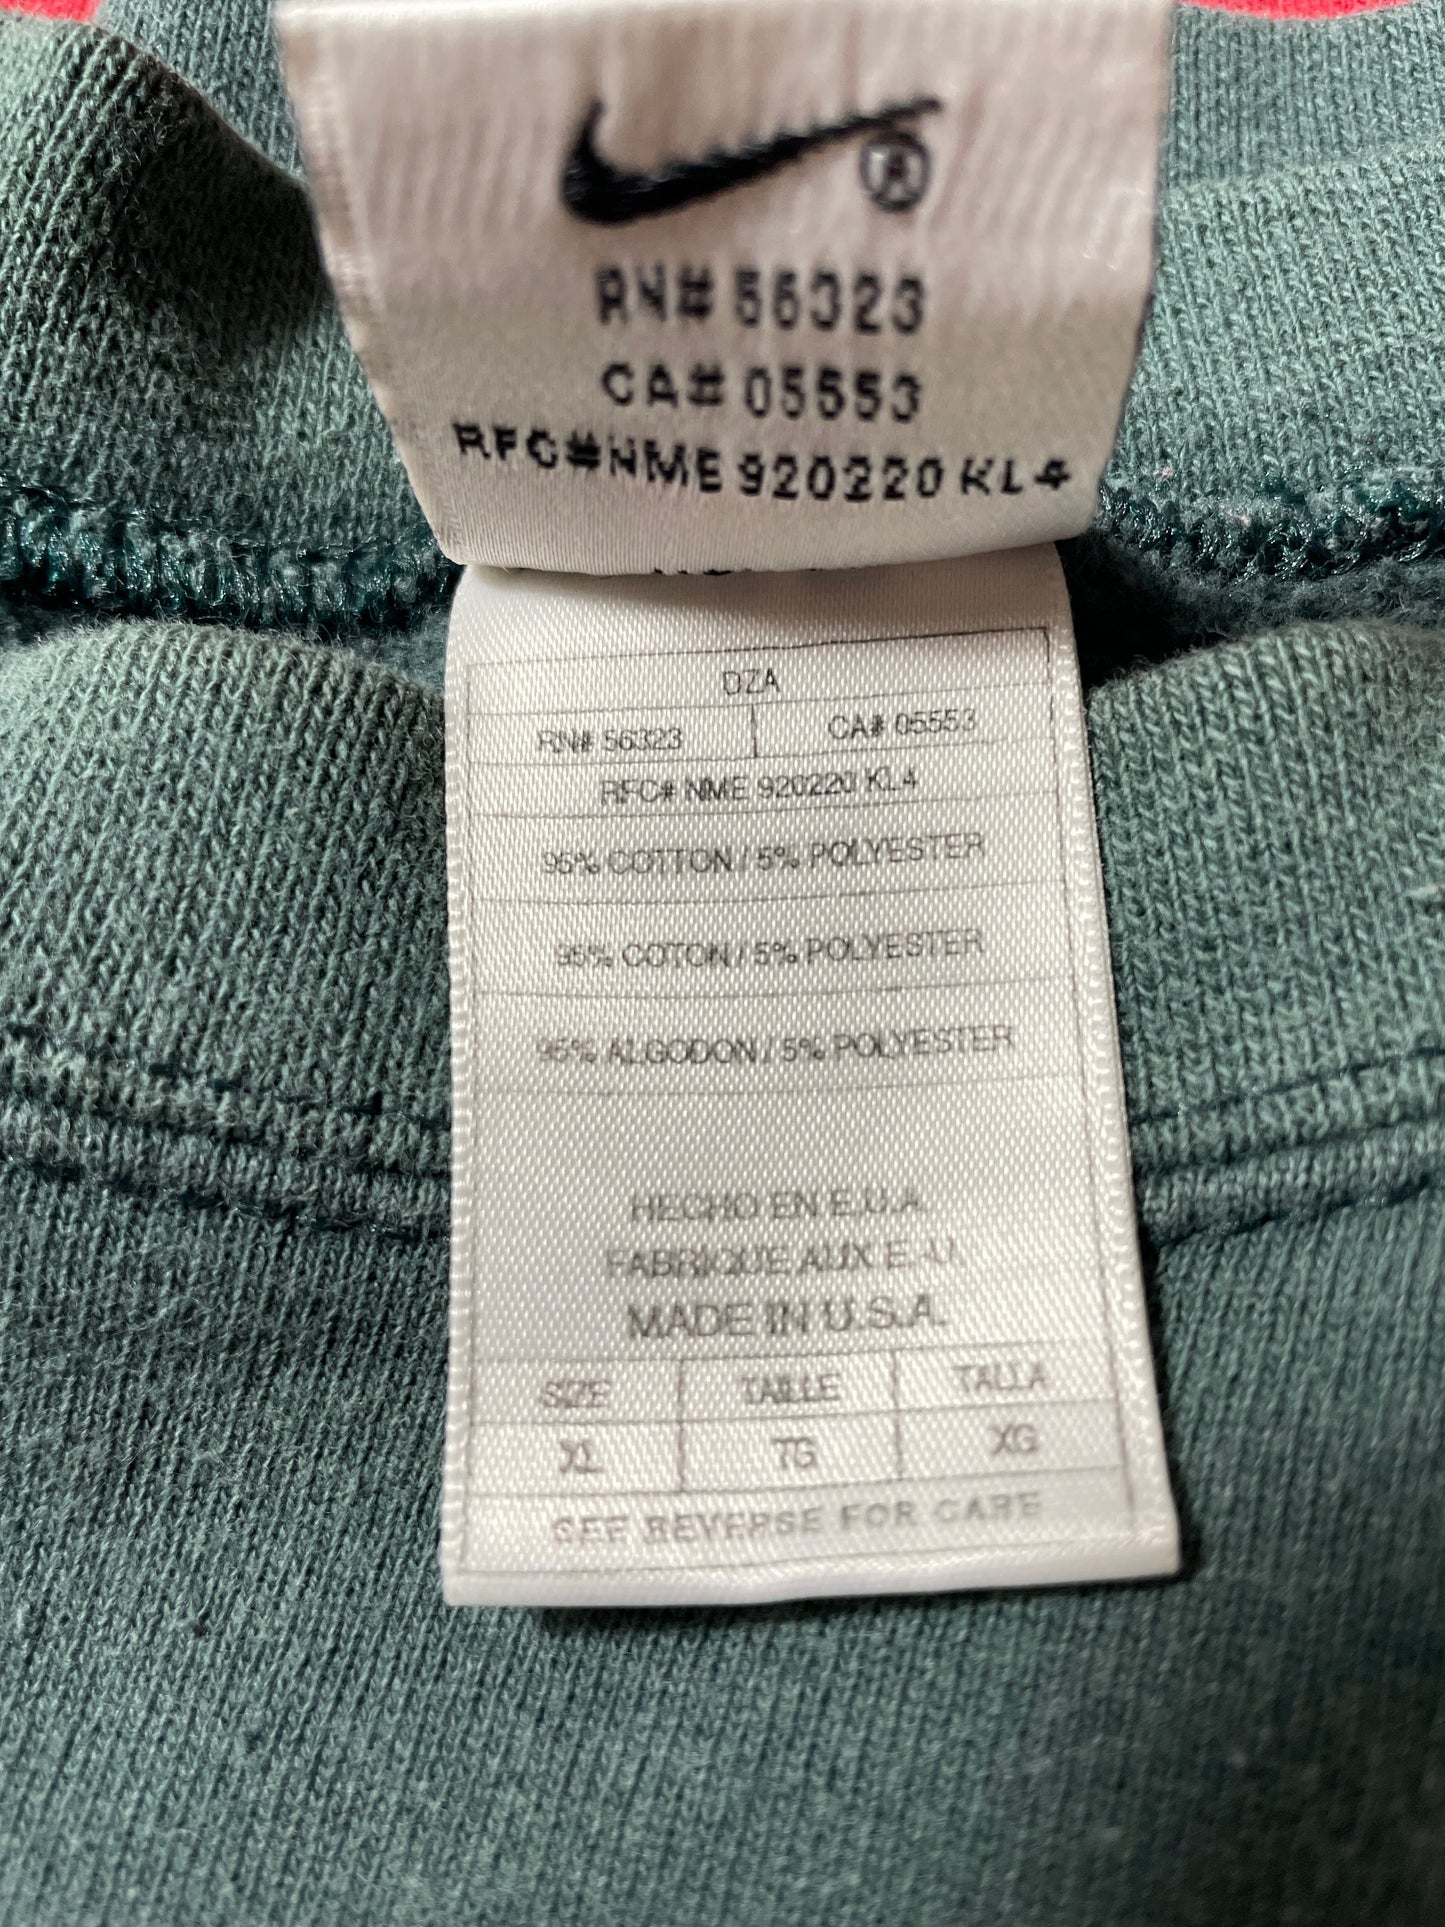 ®
RN# 56323
CA# 05553
RFC#NME 920220 KL4
DZA
RN# 56323 CA# 05553
RFC# NME 920220 KL4
95% COTTON / 5% POLYESTER
95% COTON / 5% POLYESTER
95% ALGODON / 5% POLYESTER
HECHO EN E.U.A.
FABRIQUE AUX E.-U.
MADE IN U.S.A.
SIZE TAILLE TALLA
XL TG XG
SEE REVERSE FOR CARE